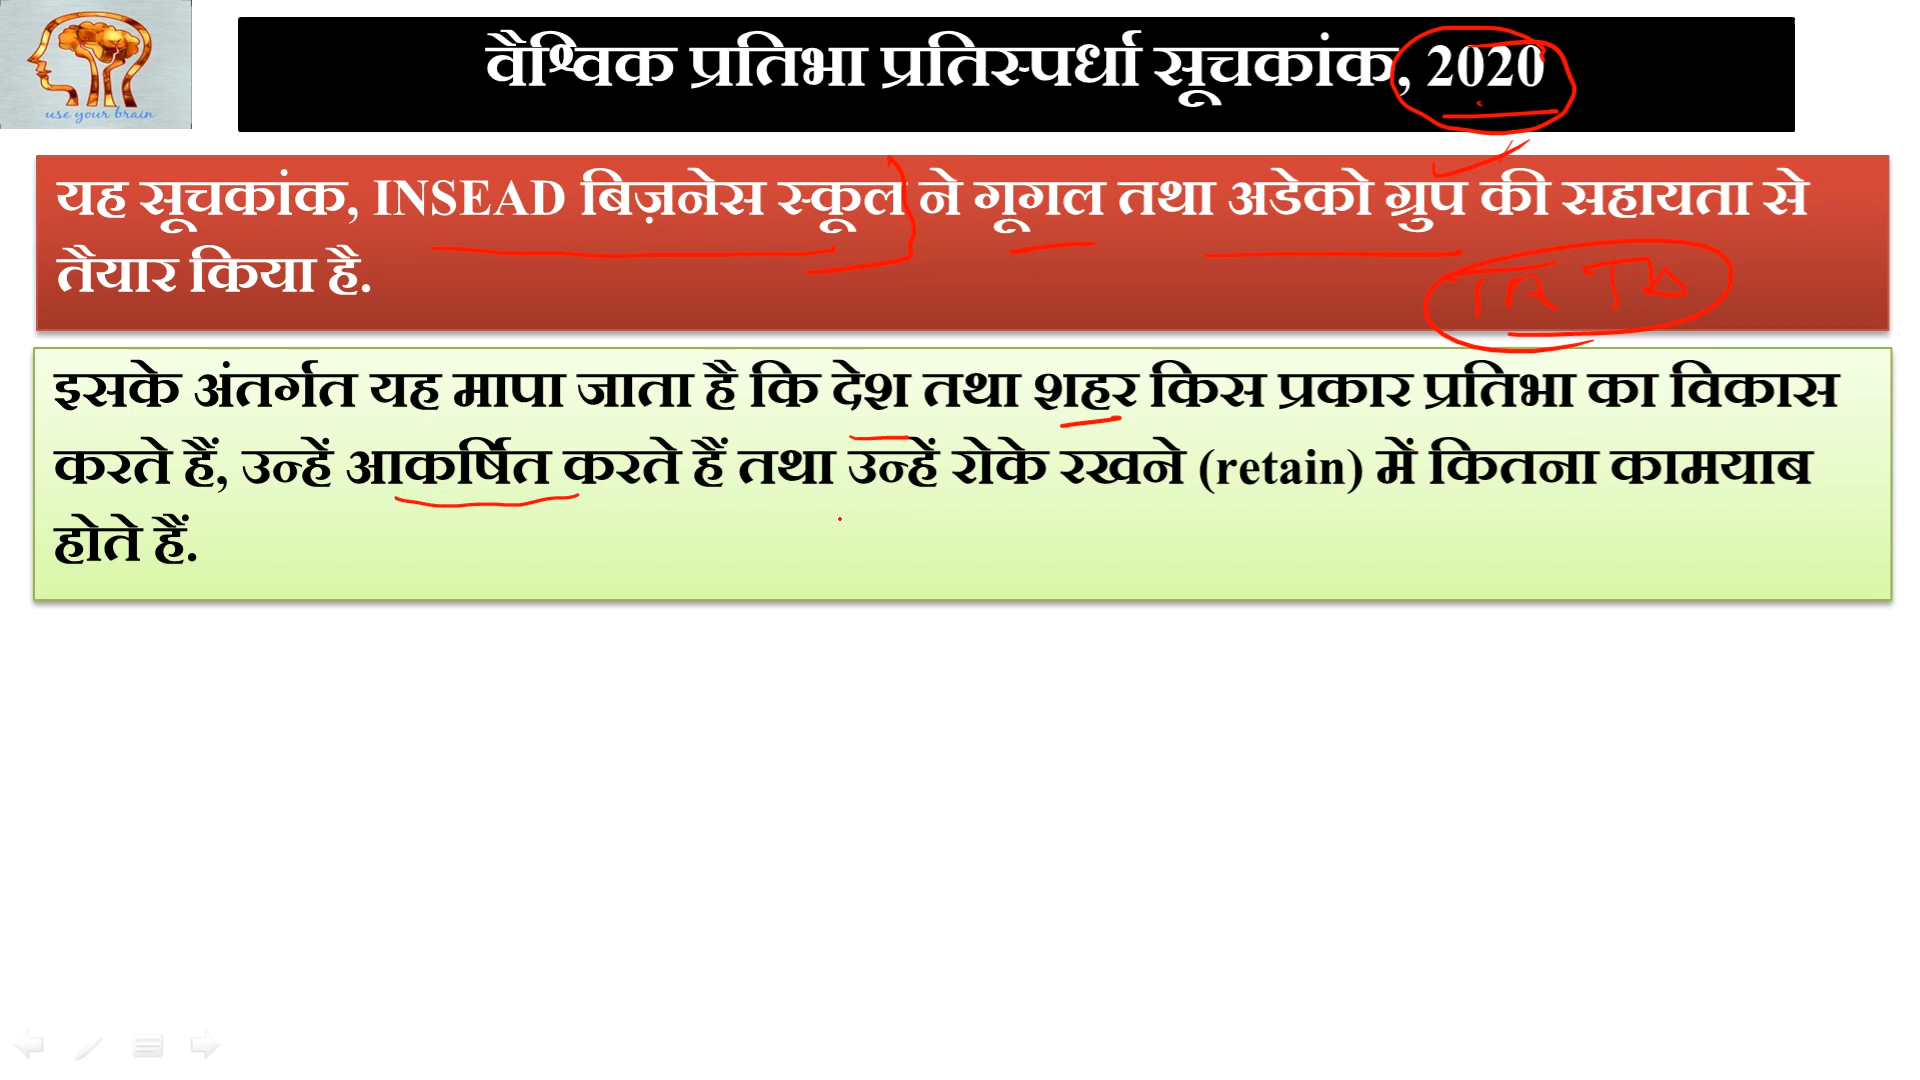 वैश्विक प्रतिभा प्रतिस्पर्धा सूचकांक, 2020
use your brain
यह सूचकांक, INSEAD बिज़नेस स्कूल ने गूगल तथा अडेको ग्रुप की सहायता से
तैयार किया है.
इसके अंतर्गत यह मापा जाता है कि देश तथा शहर किस प्रकार प्रतिभा का विकास
करते हैं, उन्हें आकर्षित करते हैं तथा उन्हें रोके रखने (retain) में कितना कामयाब
होते हैं.